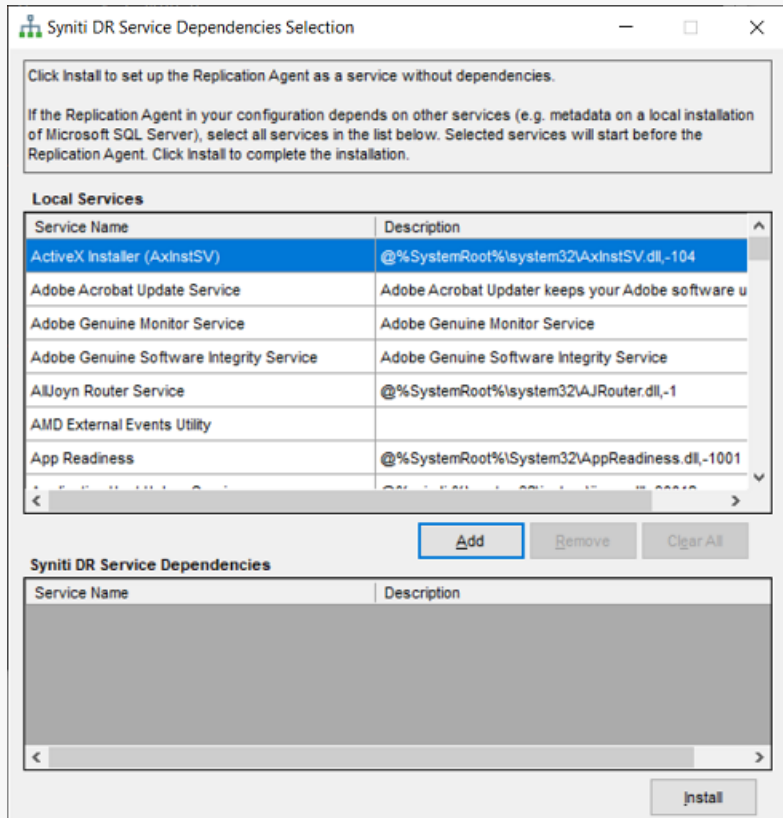 Syniti DR Service Dependencies Selection
Click Install to set up the Replication Agent as a service without dependencies.
If the Replication Agent in your configuration depends on other services (e.g. metadata on a local installation
of Microsoft SQL Server), select all services in the list below. Selected services will start before the
Replication Agent. Click Install to complete the installation.
Local Services
Service Name Description
ActiveX Installer (AxInstSV) @%SystemRoot%\system32\AxInstSV.dll,-104
Adobe Acrobat Update Service Adobe Acrobat Updater keeps your Adobe software u
Adobe Genuine Monitor Service Adobe Genuine Monitor Service
Adobe Genuine Software Integrity Service Adobe Genuine Software Integrity Service
AllJoyn Router Service @%SystemRoot%\system32\AJRouter.dll,-1
AMD External Events Utility
App Readiness @%SystemRoot%\System32\AppReadiness.dll,-1001
Add Remove Clear All
Syniti DR Service Dependencies
Service Name Description
Install